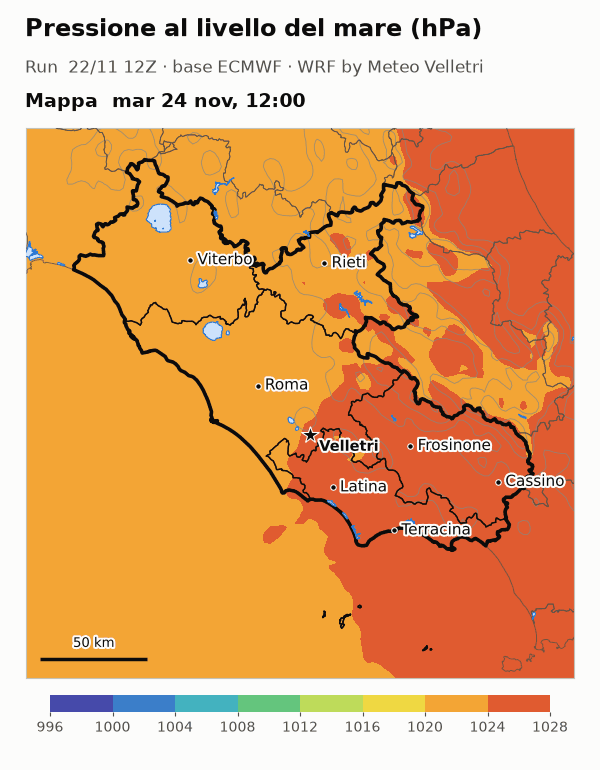 Pressione al livello del mare (hPa)
Run  22/11 12Z · base ECMWF · WRF by Meteo Velletri
Mappa  mar 24 nov, 12:00
Viterbo
Rieti
Roma
Velletri
Frosinone
Cassino
Latina
Terracina
50 km
996 1000 1004 1008 1012 1016 1020 1024 1028